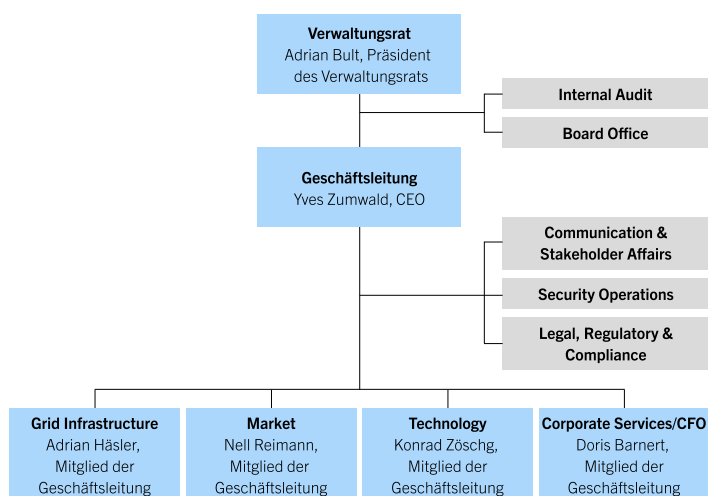 Verwaltungsrat
Adrian Bult, Präsident
des Verwaltungsrats
Internal Audit
Board Office
Geschäftsleitung
Yves Zumwald, CEO
Communication &
Stakeholder Affairs
Security Operations
Legal, Regulatory &
Compliance
Grid Infrastructure
Adrian Häsler,
Mitglied der
Geschäftsleitung
Market
Nell Reimann,
Mitglied der
Geschäftsleitung
Technology
Konrad Zöschg,
Mitglied der
Geschäftsleitung
Corporate Services/CFO
Doris Barnert,
Mitglied der
Geschäftsleitung